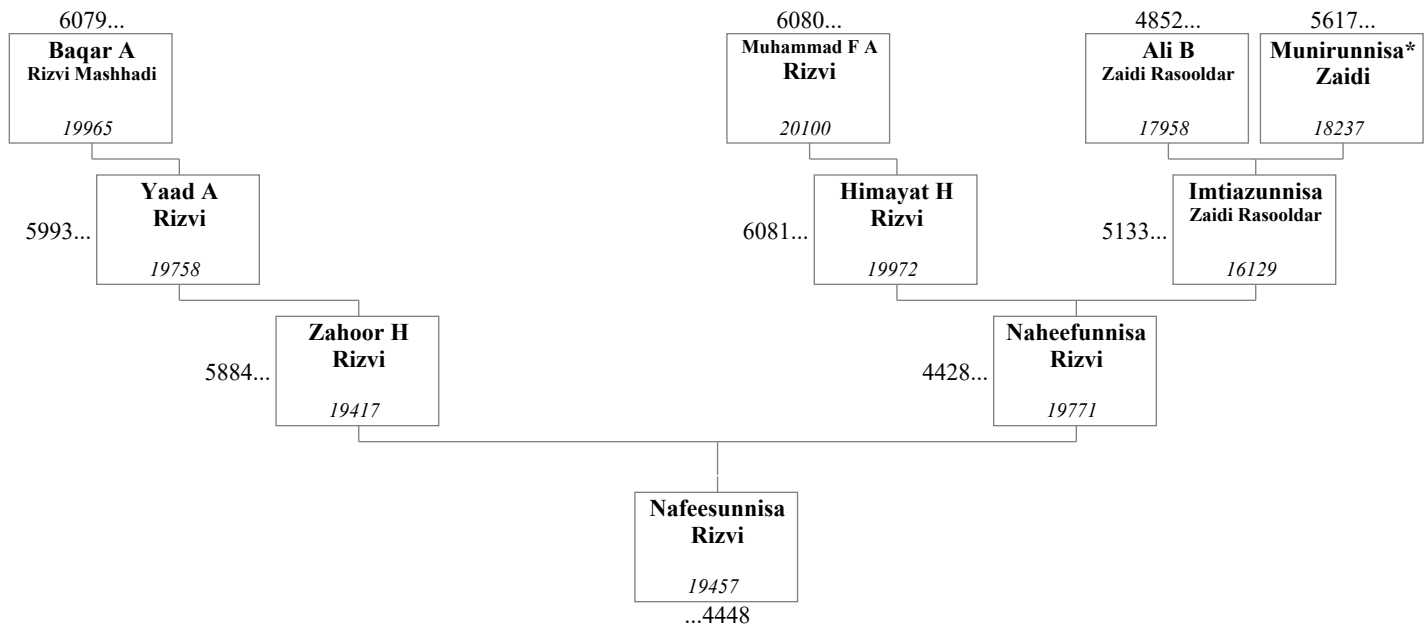 6079...
6080...
4852...
5617...
Baqar A
Rizvi Mashhadi
19965
Muhammad F A
Rizvi
20100
Ali B
Zaidi Rasooldar
17958
Munirunnisa*
Zaidi
18237
5993...
Yaad A
Rizvi
19758
6081...
Himayat H
Rizvi
19972
5133...
Imtiazunnisa
Zaidi Rasooldar
16129
5884...
Zahoor H
Rizvi
19417
4428...
Naheefunnisa
Rizvi
19771
Nafeesunnisa
Rizvi
19457
...4448